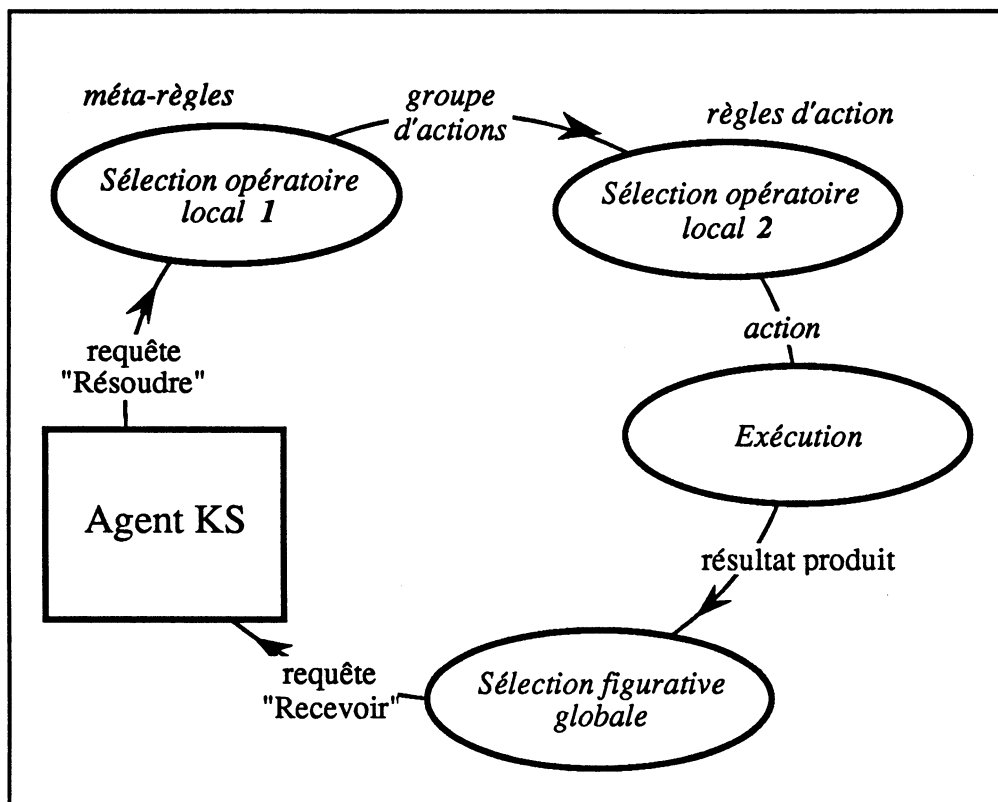 méta-règles
groupe
d'actions
règles d'action
Sélection opératoire
local 1
Sélection opératoire
local 2
action
requête
"Résoudre"
Exécution
Agent KS
résultat produit
requête
"Recevoir"
Sélection figurative
globale